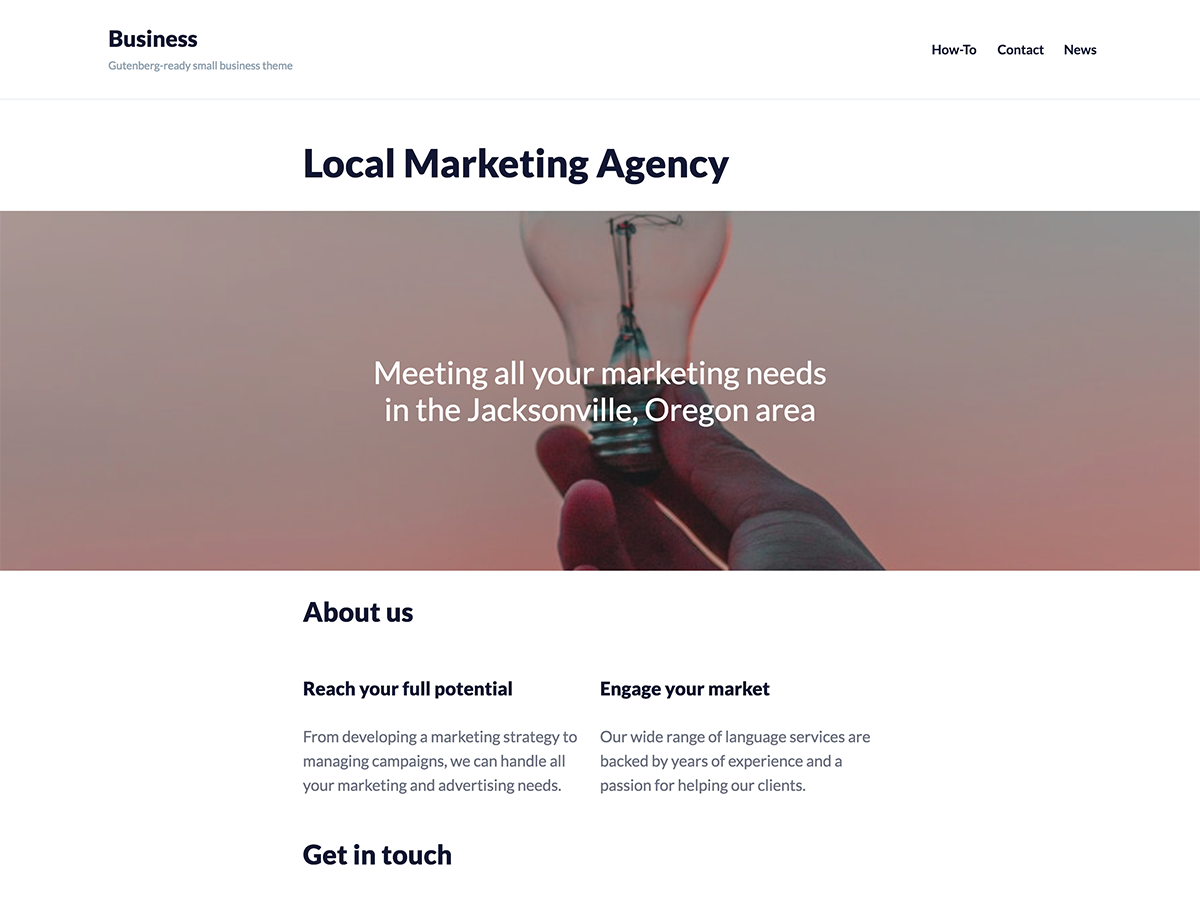 Business
Gutenberg-ready small business theme
How-To Contact News
Local Marketing Agency
Meeting all your marketing needs
in the Jacksonville, Oregon area
About us
Reach your full potential
From developing a marketing strategy to
managing campaigns, we can handle all
your marketing and advertising needs.
Engage your market
Our wide range of language services are
backed by years of experience and a
passion for helping our clients.
Get in touch